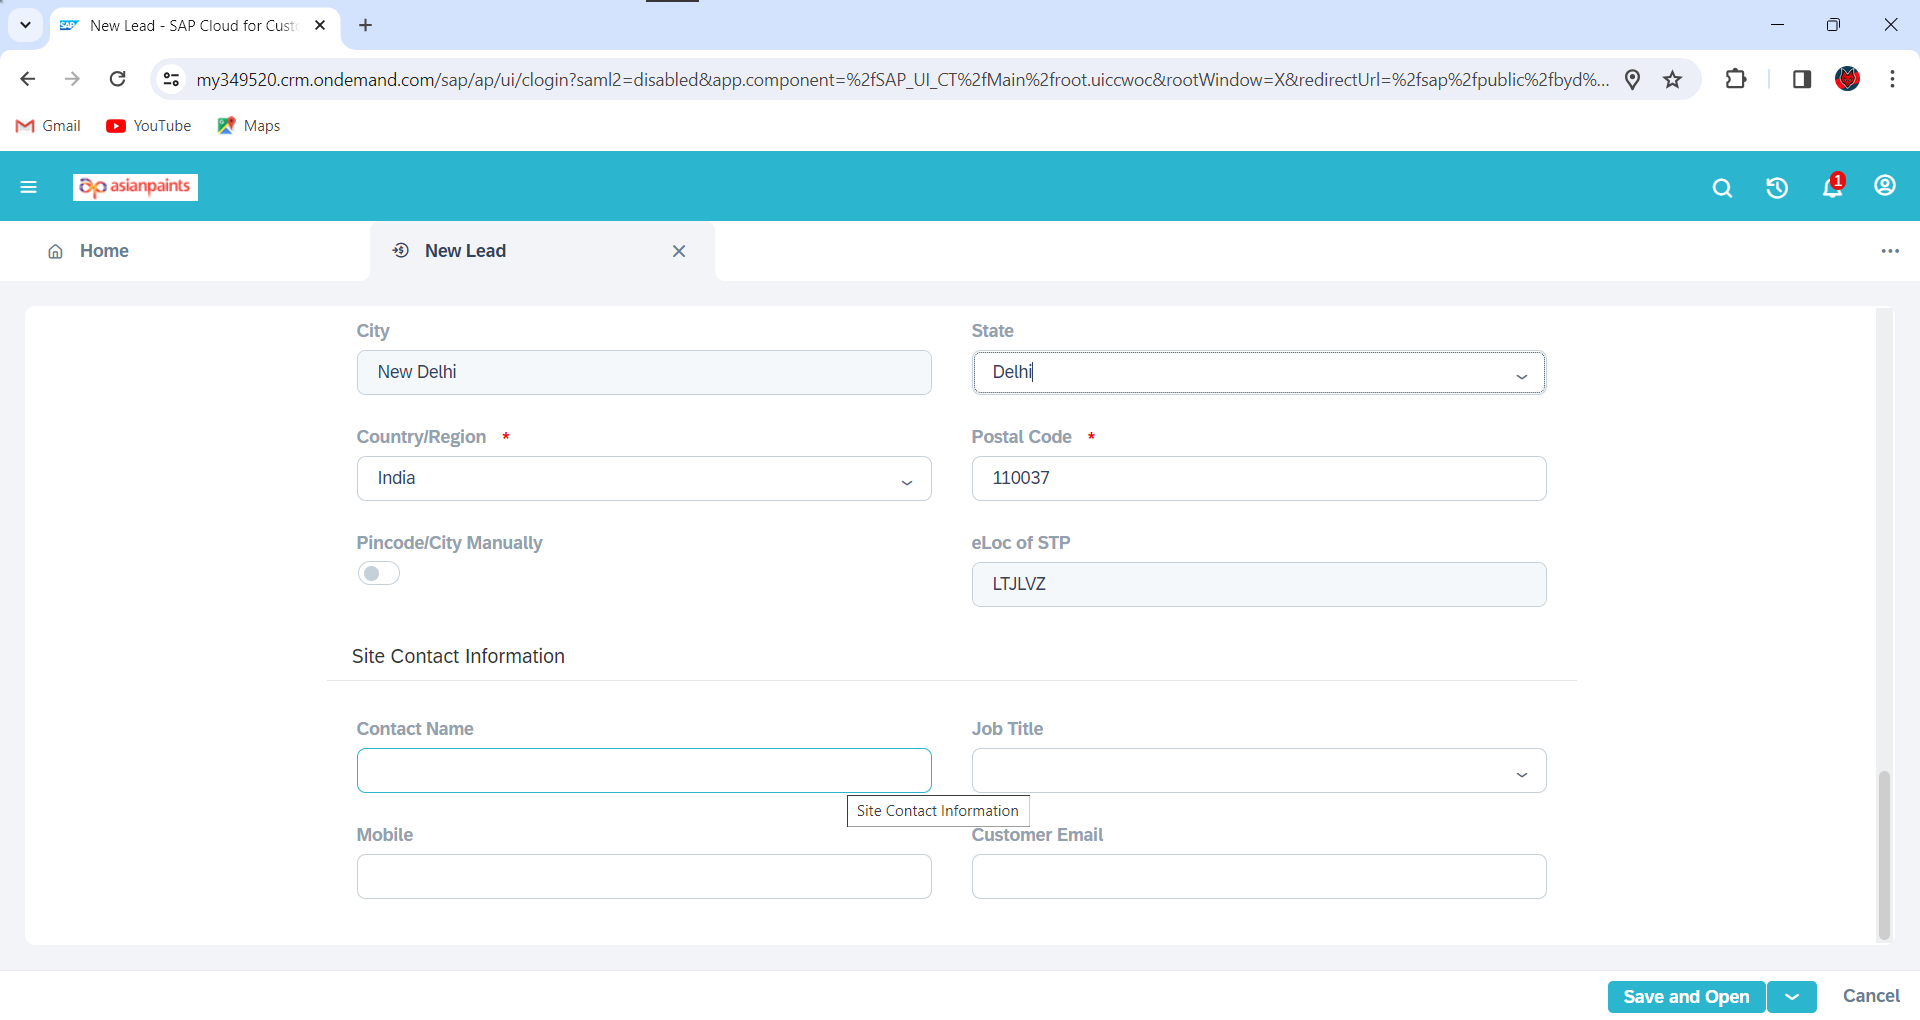 New Lead - SAP Cloud for Cust
my349520.crm.ondemand.com/sap/ap/ui/clogin?saml2=disabled&app.component=%2fSAP_UI_CT%2fMain%2froot.uiccwoc&rootWindow=X&redirectUrl=%2fsap%2fpublic%2fbyd%...
Gmail YouTube Maps
asianpaints
1
Home New Lead
City State
New Delhi Delhi
Country/Region * Postal Code *
India 110037
Pincode/City Manually eLoc of STP
LTJLVZ
Site Contact Information
Contact Name Job Title
Site Contact Information
Mobile Customer Email
Save and Open Cancel